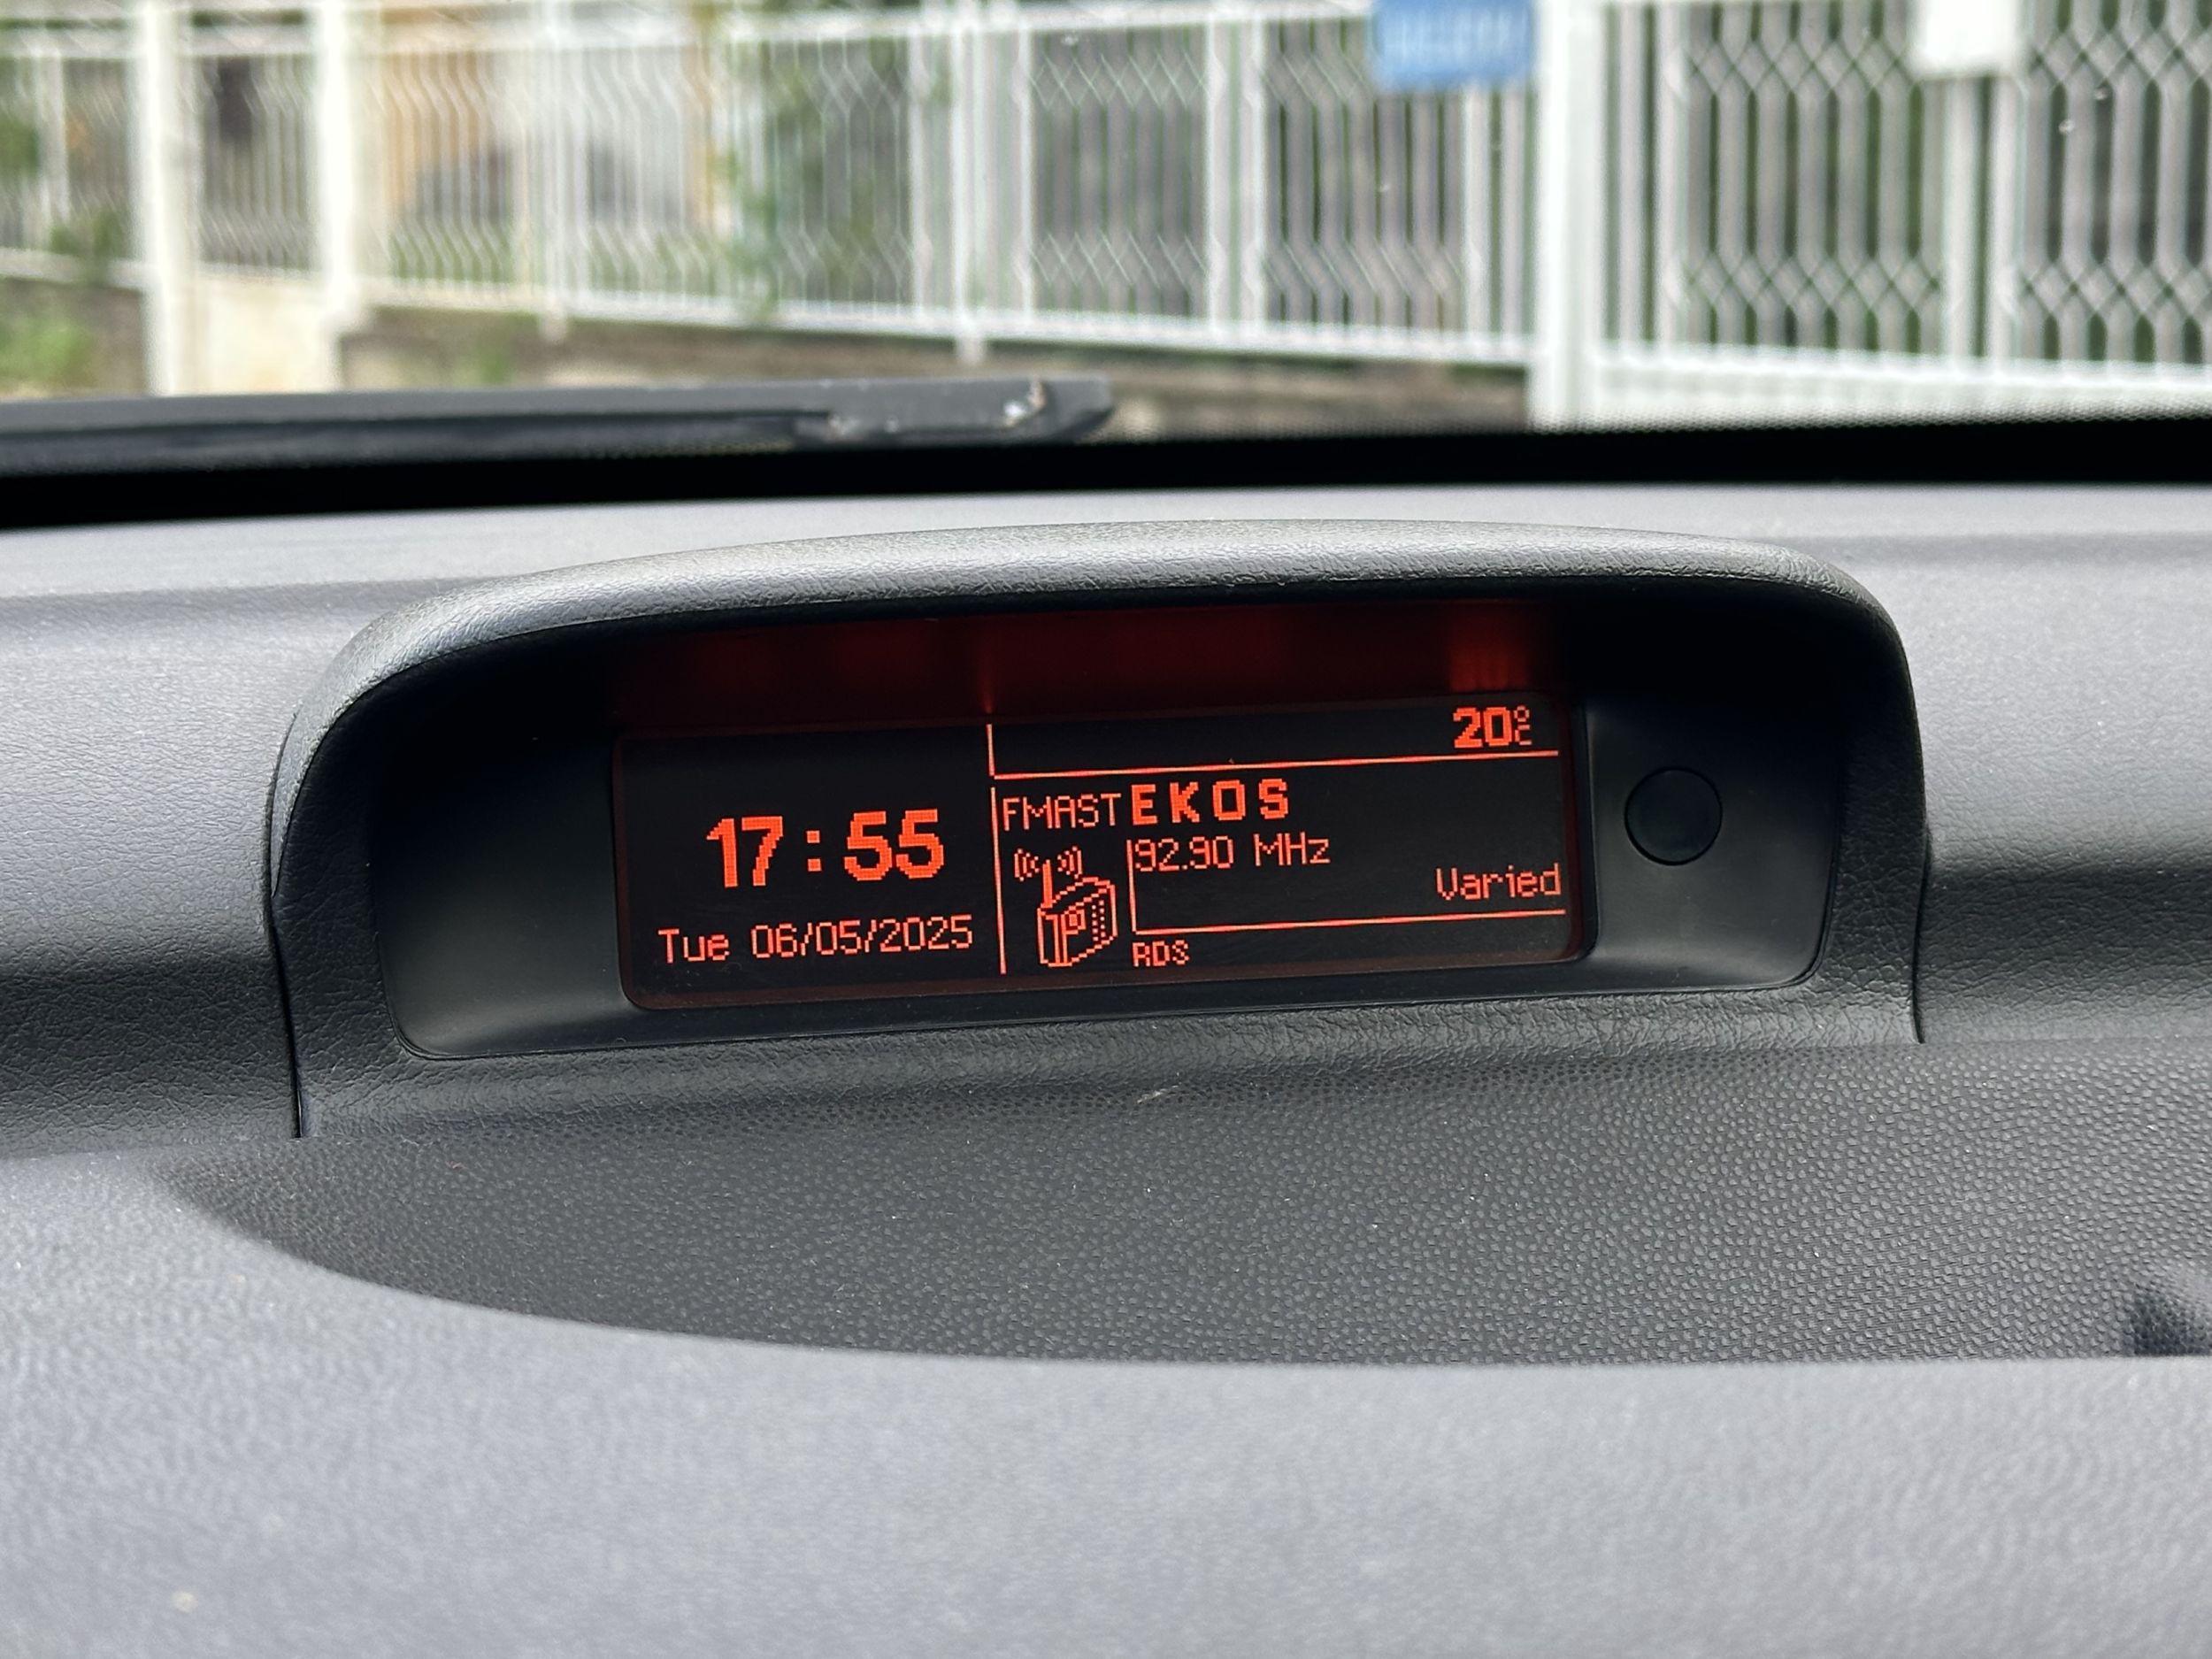 17:55
Tue 06/05/2025
20°C
FMAST EKOS
92.90 MHz
Varied
RDS